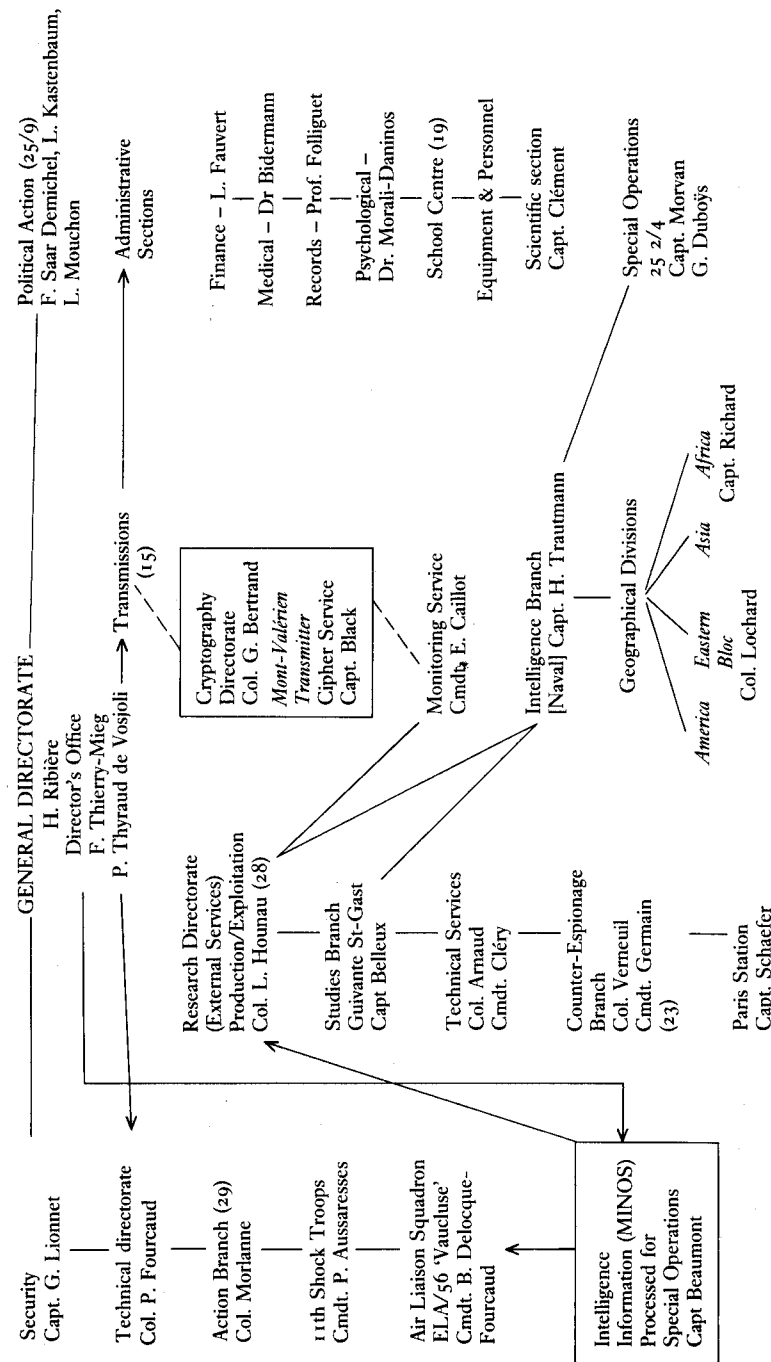 GENERAL DIRECTORATE
H. Ribière
Director's Office
F. Thierry-Mieg
P. Thyraud de Vosjoli
Transmissions
(15)
Political Action (25/9)
F. Saar Demichel, L. Kastenbaum,
L. Mouchon
Administrative
Sections
Security
Capt. G. Lionnet
Technical directorate
Col. P. Fourcaud
Action Branch (29)
Col. Morlanne
11th Shock Troops
Cmdt. P. Aussaresses
Air Liaison Squadron
ELA/56 'Vaucluse'
Cmdt. B. Delocque-
Fourcaud
Intelligence
Information (MINOS)
Processed for
Special Operations
Capt Beaumont
Research Directorate
(External Services)
Production/Exploitation
Col. L. Hounau (28)
Studies Branch
Guivante St-Gast
Capt Belleux
Technical Services
Col. Arnaud
Cmdt. Cléry
Counter-Espionage
Branch
Col. Verneuil
Cmdt. Germain
(23)
Paris Station
Capt. Schaefer
Cryptography
Directorate
Col. G. Bertrand
Mont-Valérien
Transmitter
Cipher Service
Capt. Black
Monitoring Service
Cmdt. E. Caillot
Intelligence Branch
[Naval] Capt. H. Trautmann
Geographical Divisions
America
Eastern
Bloc
Col. Lochard
Asia
Africa
Capt. Richard
Finance – L. Fauvert
Medical – Dr Bidermann
Records – Prof. Folliguet
Psychological –
Dr. Morali-Daninos
School Centre (19)
Equipment & Personnel
Scientific section
Capt. Clément
Special Operations
25 2/4
Capt. Morvan
G. Duboÿs